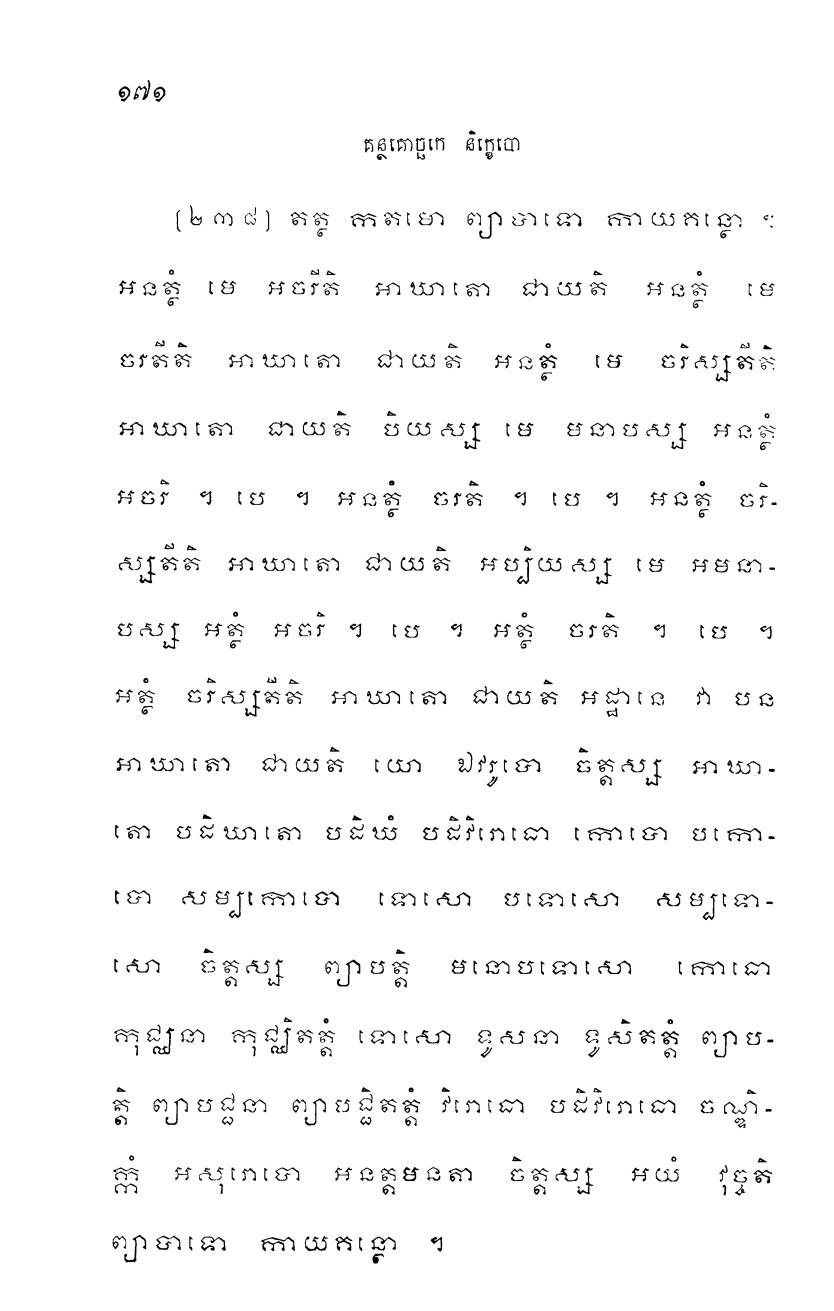 ១៧១
គន្ថគោច្ឆកេ និក្ខេបោ
(២៣៨) តត្ថ កតមោ ព្យាបាទោ កាយគន្ថោ ។
អនត្ថំ មេ អចរីតិ អាឃាតោ ជាយតិ អនត្ថំ មេ
ចរតីតិ អាឃាតោ ជាយតិ អនត្ថំ មេ ចរិស្សតីតិ
អាឃាតោ ជាយតិ បិយស្ស មេ មនាបស្ស អនត្ថំ
អចរិ ។ បេ ។ អនត្ថំ ចរតិ ។ បេ ។ អនត្ថំ ចរិ-
ស្សតីតិ អាឃាតោ ជាយតិ អប្បិយស្ស មេ អមនា-
បស្ស អត្ថំ អចរិ ។ បេ ។ អត្ថំ ចរតិ ។ បេ ។
អត្ថំ ចរិស្សតីតិ អាឃាតោ ជាយតិ អដ្ឋានេ វា បន
អាឃាតោ ជាយតិ យោ ឯវរូបោ ចិត្តស្ស អាឃា-
តោ បដិឃាតោ បដិឃំ បដិវិរោធោ កោបោ បកោ-
បោ សម្បកោបោ ទោសោ បទោសោ សម្បទោ-
សោ ចិត្តស្ស ព្យាបត្តិ មនោបទោសោ កោធោ
កុជ្ឈនា កុជ្ឈិតត្តំ ទោសោ ទូសនា ទូសិតត្តំ ព្យាប-
ត្តិ ព្យាបជ្ជនា ព្យាបជ្ជិតត្តំ វិរោធោ បដិវិរោធោ ចណ្ឌិ-
ក្កំ អសុរោបោ អនត្តមនតា ចិត្តស្ស អយំ វុច្ចតិ
ព្យាបាទោ កាយគន្ថោ ។